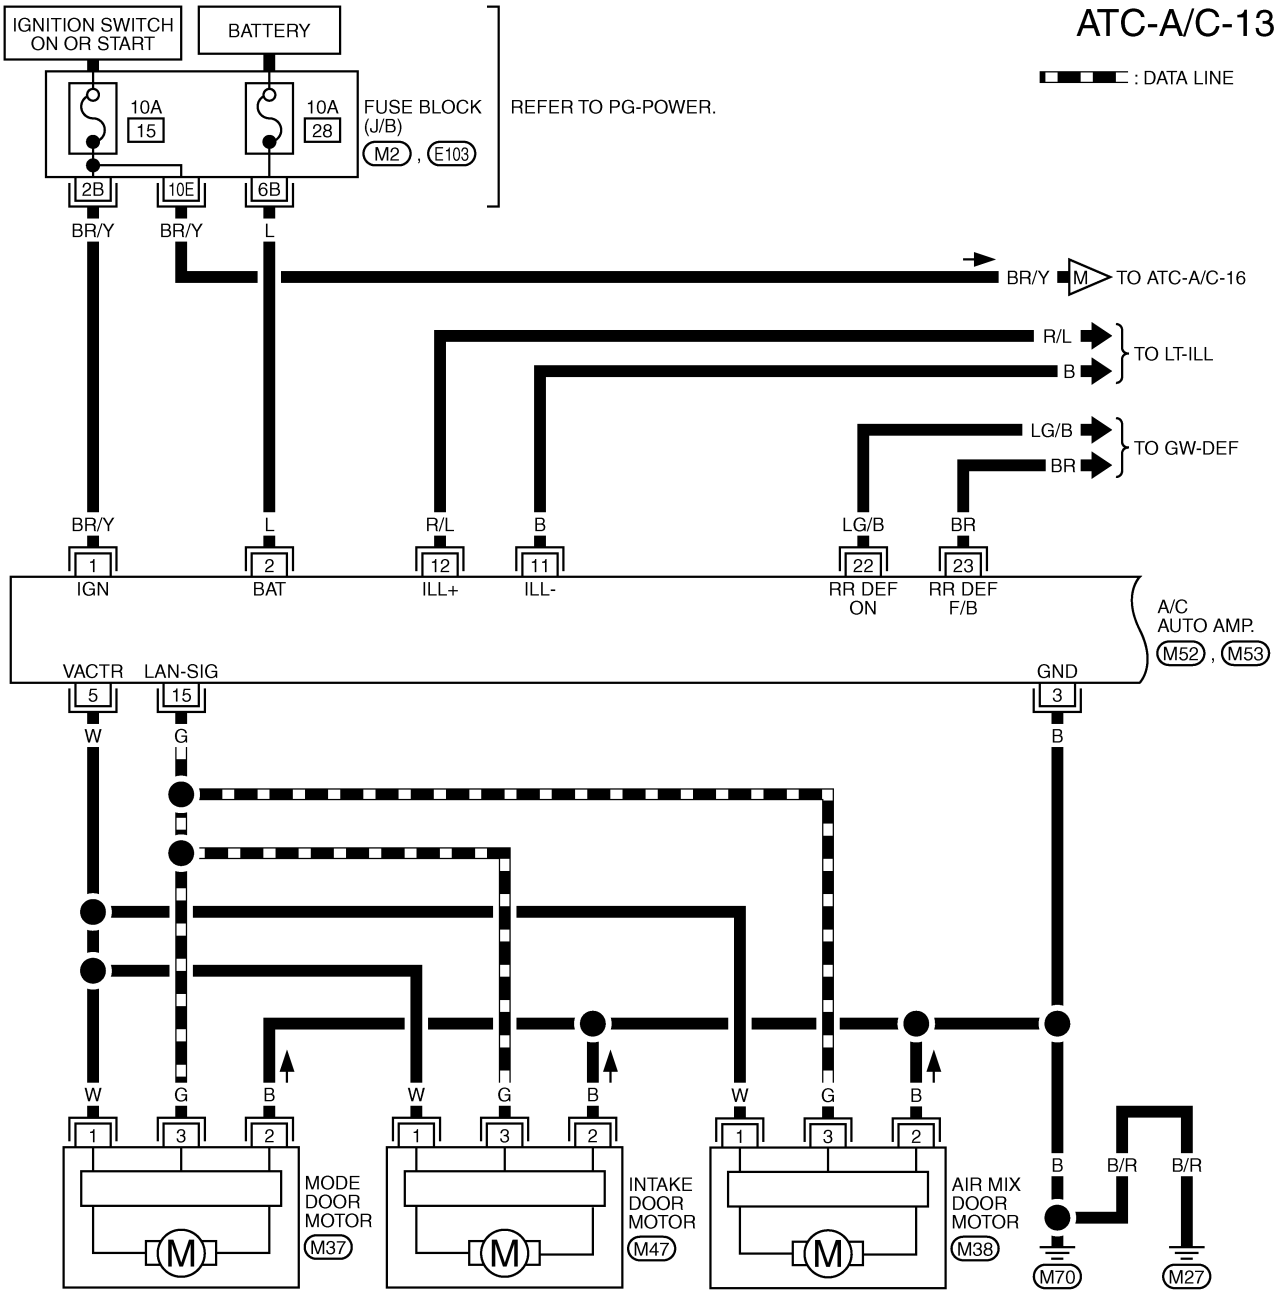 ATC-A/C-13
IGNITION SWITCH
ON OR START
BATTERY
: DATA LINE
10A
15
10A
28
FUSE BLOCK
(J/B)
M2 , E103
REFER TO PG-POWER.
2B 10E 6B
BR/Y BR/Y L
BR/Y M TO ATC-A/C-16
R/L
B
TO LT-ILL
LG/B
BR
TO GW-DEF
BR/Y L R/L B LG/B BR
1 2 12 11 22 23
IGN BAT ILL+ ILL- RR DEF ON RR DEF F/B
A/C
AUTO AMP.
M52 , M53
VACTR LAN-SIG GND
5 15 3
W G B
W G B W G B W G B
1 3 2 1 3 2 1 3 2
B B/R B/R
MODE
DOOR
MOTOR
M37
INTAKE
DOOR
MOTOR
M47
AIR MIX
DOOR
MOTOR
M38
M M M
M70 M27